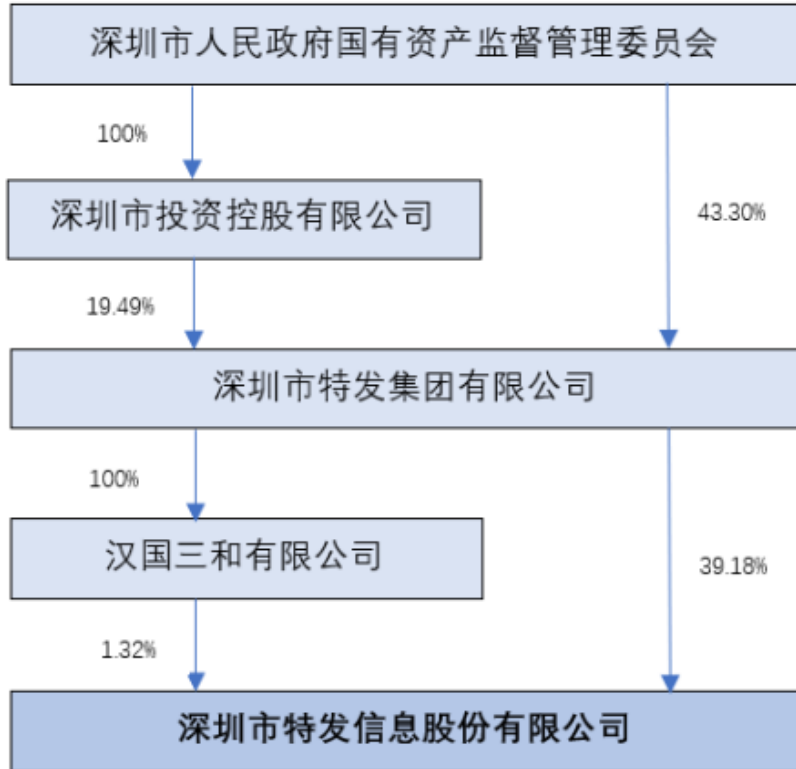 深圳市人民政府国有资产监督管理委员会
100%
深圳市投资控股有限公司
43.30%
19.49%
深圳市特发集团有限公司
100%
汉国三和有限公司
39.18%
1.32%
深圳市特发信息股份有限公司